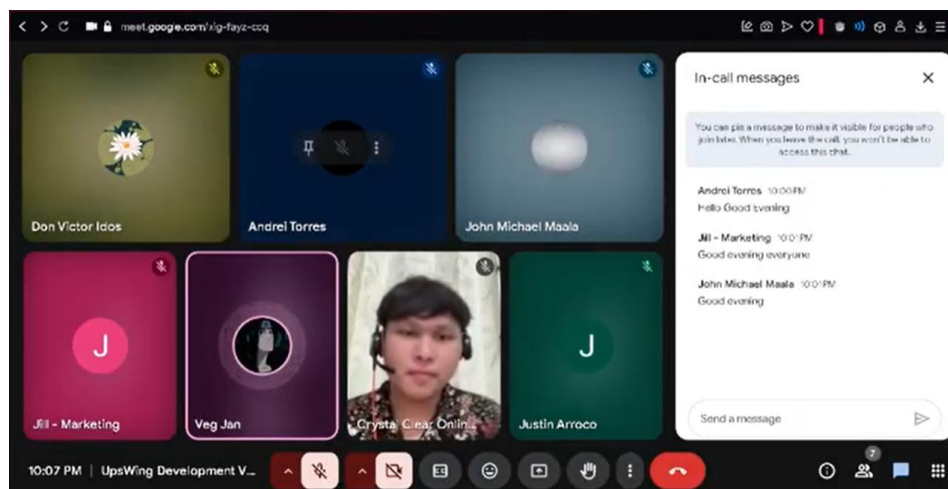 meet.google.com/xig-fayz-ccq
Don Victor Idos
Andrei Torres
John Michael Maala
J
Jill - Marketing
Veg Jan
Crystal Clear Onlin...
J
Justin Arroco
In-call messages
You can pin a message to make it visible for people who
join later. When you leave the call, you won't be able to
access this chat.
Andrei Torres 10:00 PM
Hello Good Evening
Jill - Marketing 10:01 PM
Good evening everyone
John Michael Maala 10:01 PM
Good evening
Send a message
10:07 PM | UpsWing Development V...
7